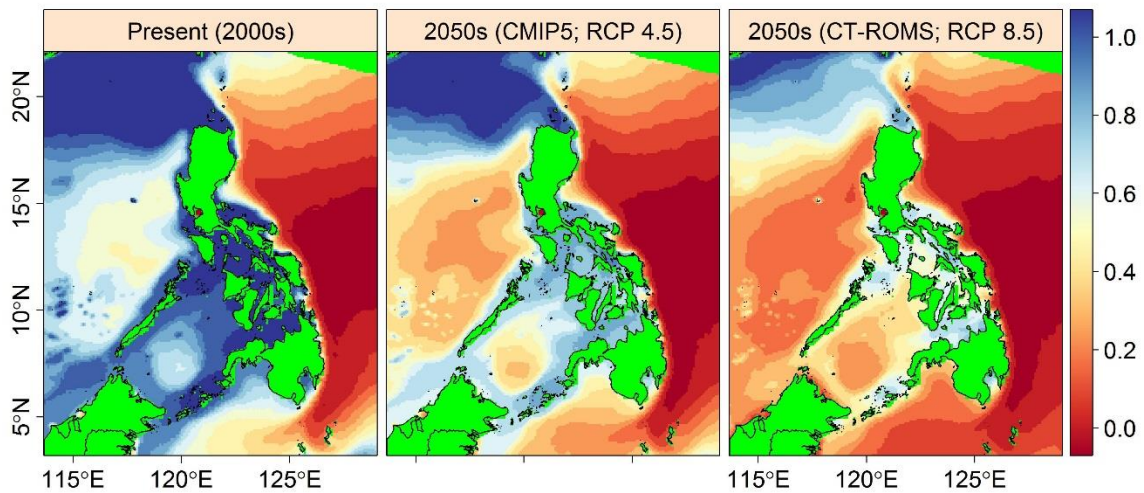 Present (2000s)
2050s (CMIP5; RCP 4.5)
2050s (CT-ROMS; RCP 8.5)
1.0
0.8
0.6
0.4
0.2
0.0
20°N
15°N
10°N
5°N
115°E 120°E 125°E
115°E 120°E 125°E